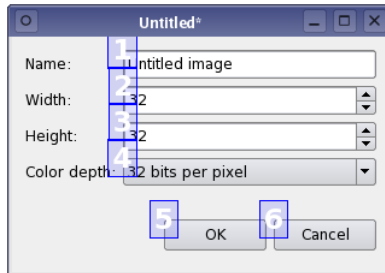 Untitled*
Name: Untitled image
1
Width: 32
2
Height: 32
3
Color depth: 32 bits per pixel
4
5 OK
6 Cancel